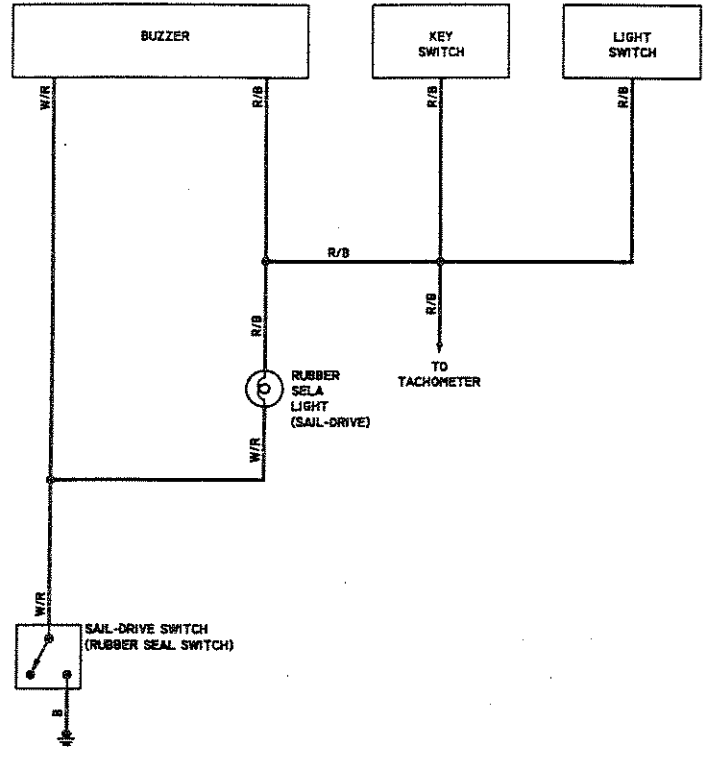 BUZZER
KEY
SWITCH
LIGHT
SWITCH
W/R
R/B
R/B
R/B
R/B
R/B
R/B
TO
TACHOMETER
RUBBER
SELA
LIGHT
(SAIL-DRIVE)
W/R
W/R
SAIL-DRIVE SWITCH
(RUBBER SEAL SWITCH)
B